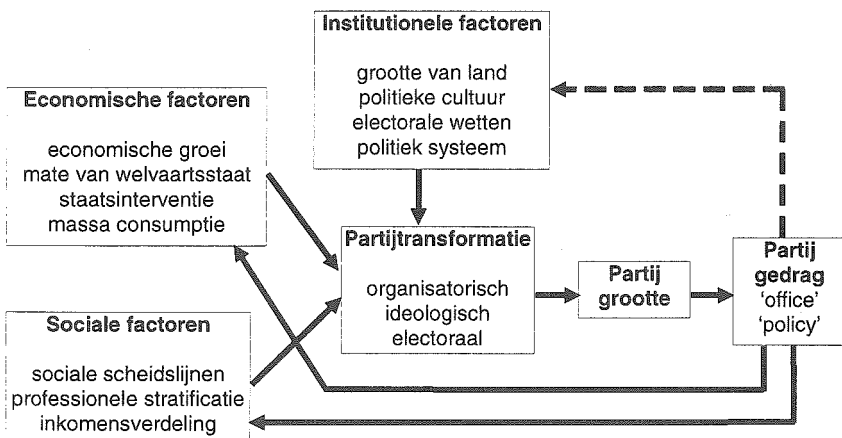 Institutionele factoren
grootte van land
politieke cultuur
electorale wetten
politiek systeem
Economische factoren
economische groei
mate van welvaartsstaat
staatsinterventie
massa consumptie
Partijtransformatie
organisatorisch
ideologisch
electoraal
Partij
grootte
Partij
gedrag
'office'
'policy'
Sociale factoren
sociale scheidslijnen
professionele stratificatie
inkomensverdeling